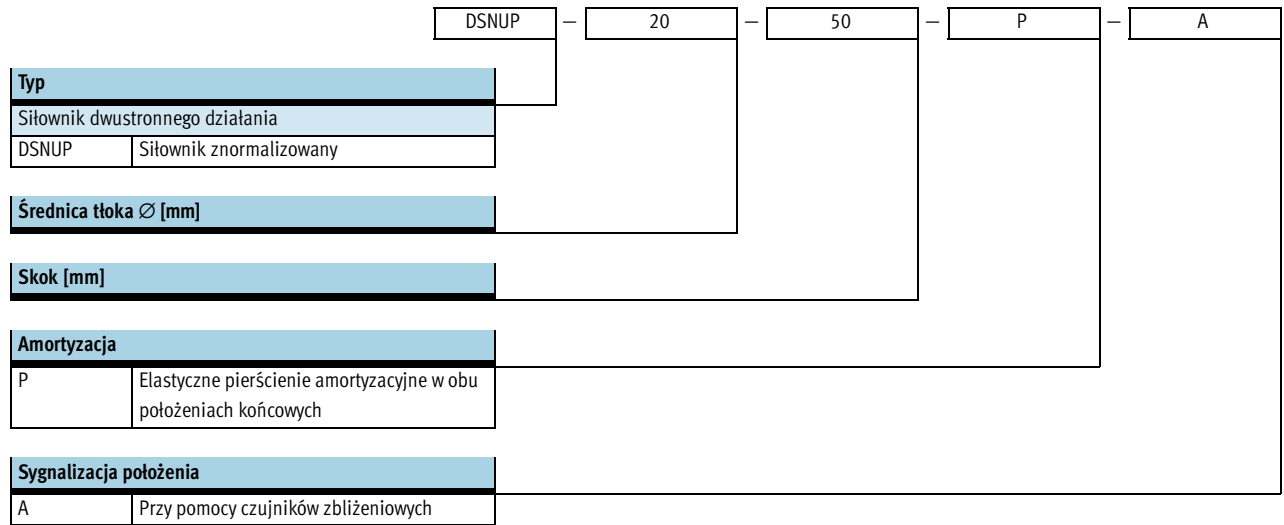 DSNUP – 20 – 50 – P – A
Typ
Siłownik dwustronnego działania
DSNUP Siłownik znormalizowany
Średnica tłoka ∅ [mm]
Skok [mm]
Amortyzacja
P Elastyczne pierścienie amortyzacyjne w obu
położeniach końcowych
Sygnalizacja położenia
A Przy pomocy czujników zbliżeniowych